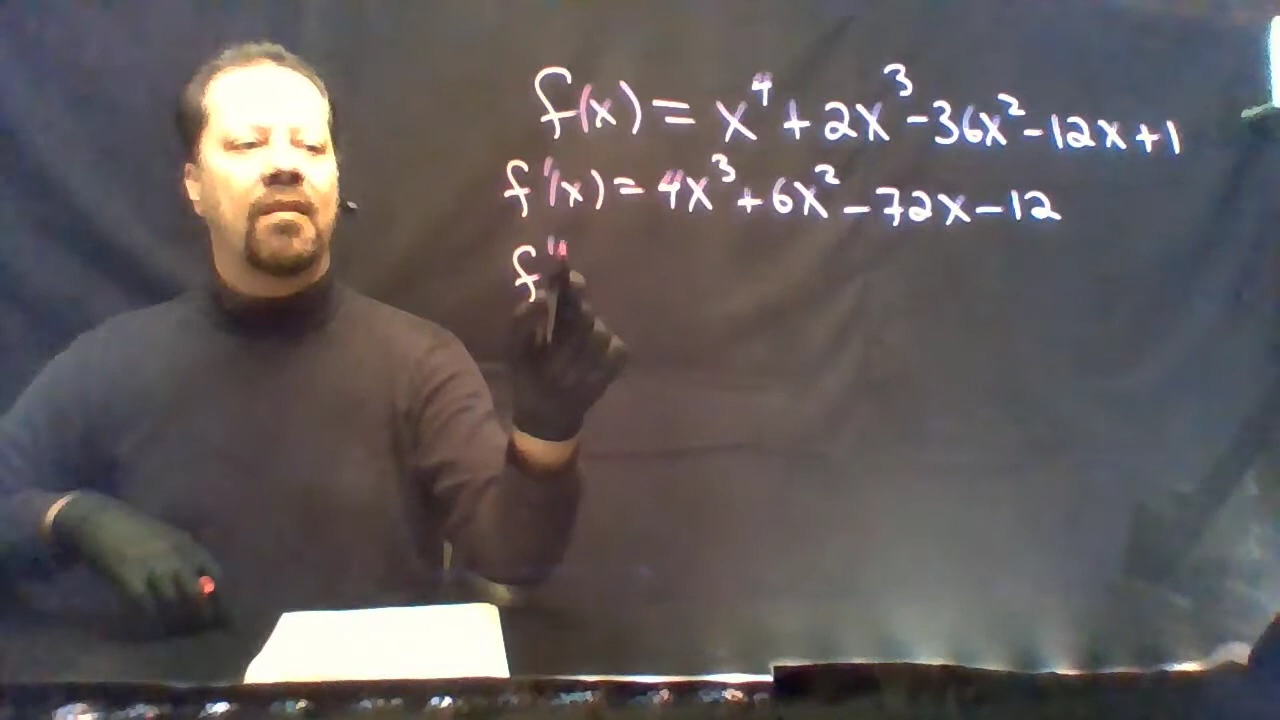 f(x) = x⁴ + 2x³ - 36x² - 12x + 1
f'(x) = 4x³ + 6x² - 72x - 12
f''